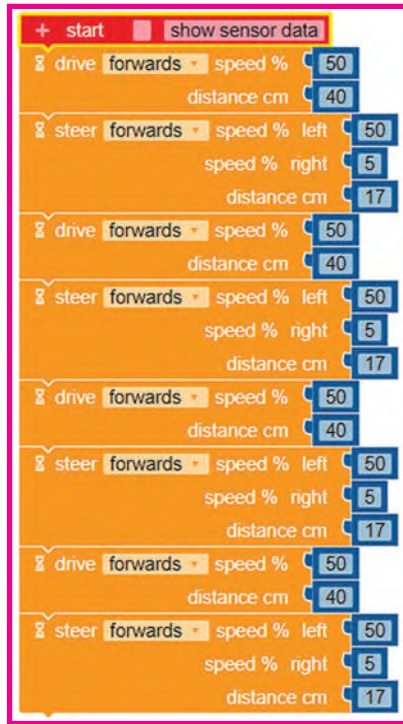 + start show sensor data
drive forwards speed % 50
distance cm 40
steer forwards speed % left 50
speed % right 5
distance cm 17
drive forwards speed % 50
distance cm 40
steer forwards speed % left 50
speed % right 5
distance cm 17
drive forwards speed % 50
distance cm 40
steer forwards speed % left 50
speed % right 5
distance cm 17
drive forwards speed % 50
distance cm 40
steer forwards speed % left 50
speed % right 5
distance cm 17